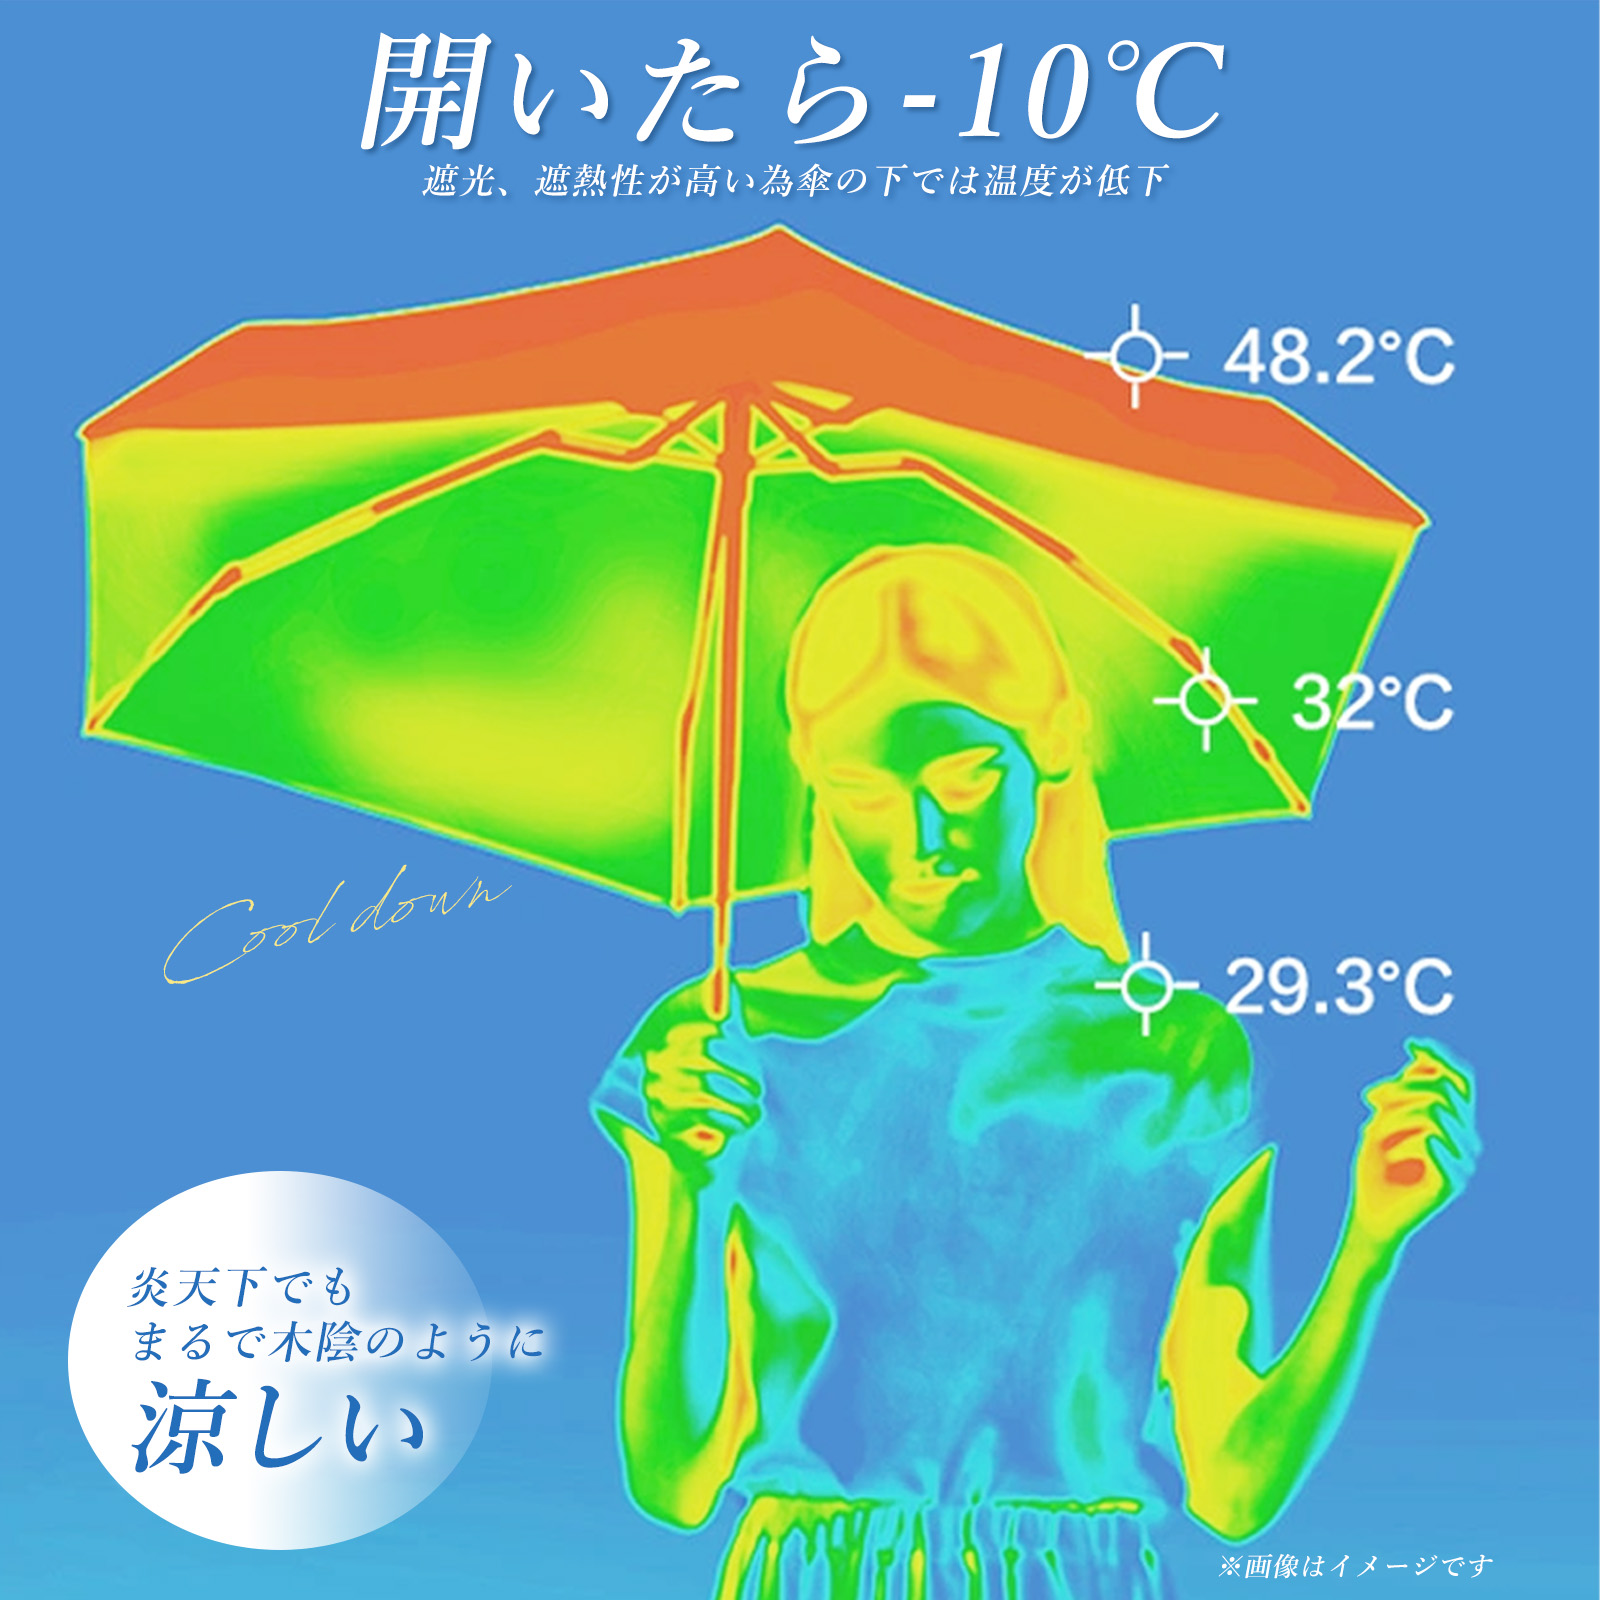 開いたら-10℃
遮光、遮熱性が高い為傘の下では温度が低下
48.2°C
32°C
Cool down
29.3°C
炎天下でも
まるで木陰のように
涼しい
※画像はイメージです